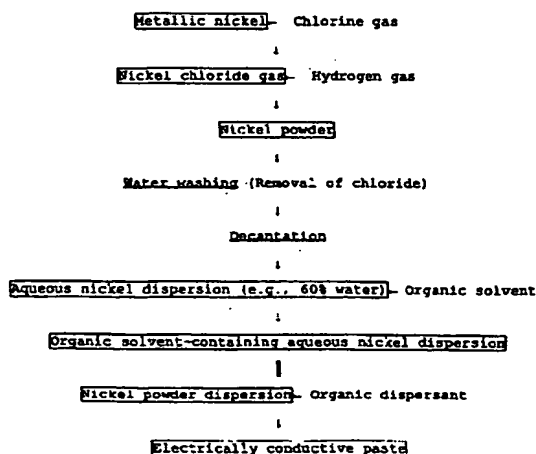 Metallic nickel Chlorine gas
Nickel chloride gas Hydrogen gas
Nickel powder
Water washing (Removal of chloride)
Decantation
Aqueous nickel dispersion (e.g., 60% water) Organic solvent
Organic solvent-containing aqueous nickel dispersion
Nickel powder dispersion Organic dispersant
Electrically conductive paste